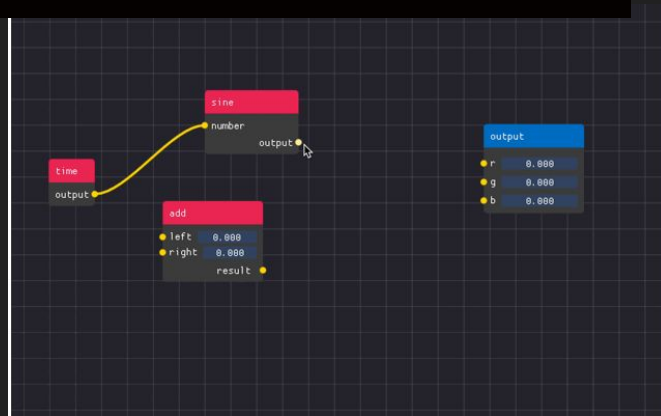 sine
number
output
time
output
add
left 0.000
right 0.000
result
output
r 0.000
g 0.000
b 0.000